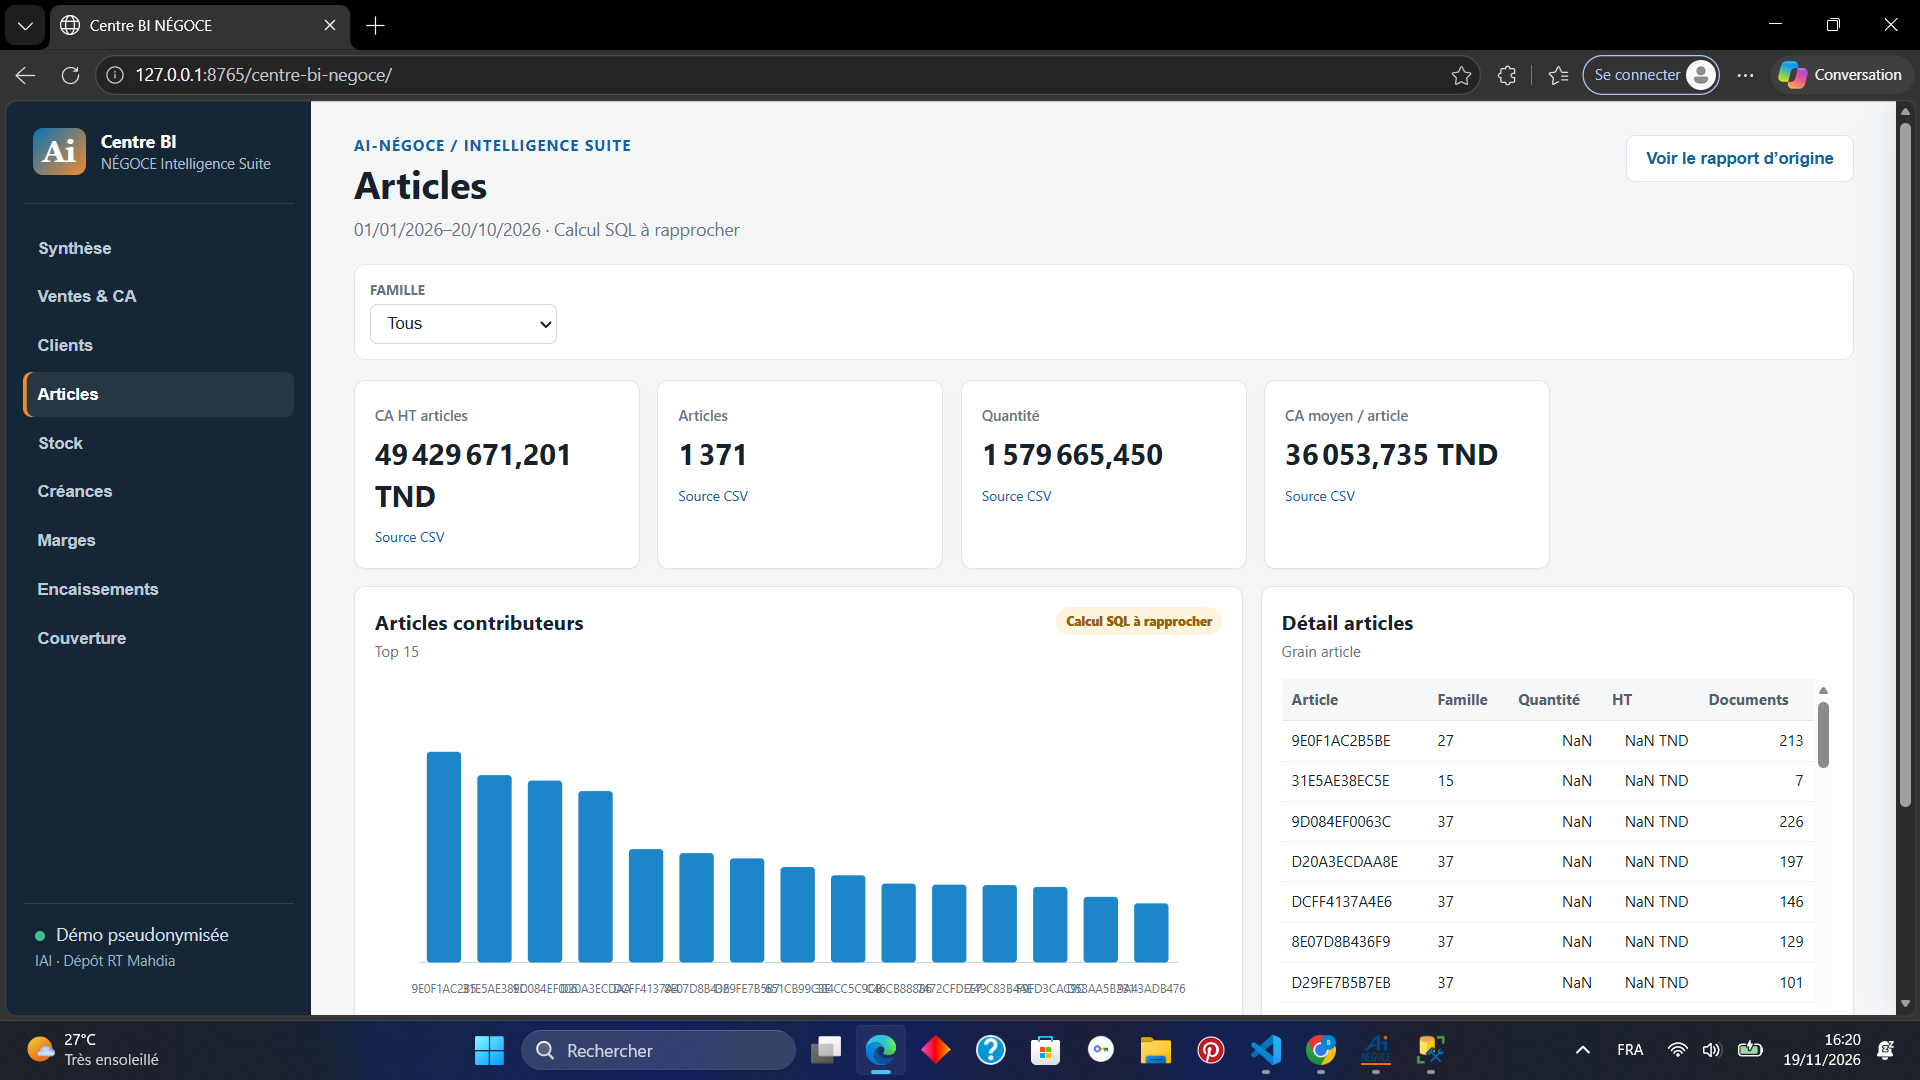 Centre BI NÉGOCE
127.0.0.1:8765/centre-bi-negoce/
Se connecter
Conversation
Ai
Centre BI
NÉGOCE Intelligence Suite
Synthèse
Ventes & CA
Clients
Articles
Stock
Créances
Marges
Encaissements
Couverture
Démo pseudonymisée
IAI · Dépôt RT Mahdia
AI-NÉGOCE / INTELLIGENCE SUITE
Articles
01/01/2026–20/10/2026 · Calcul SQL à rapprocher
Voir le rapport d’origine
FAMILLE
Tous
CA HT articles
49 429 671,201
TND
Source CSV
Articles
1 371
Source CSV
Quantité
1 579 665,450
Source CSV
CA moyen / article
36 053,735 TND
Source CSV
Articles contributeurs
Calcul SQL à rapprocher
Top 15
Détail articles
Grain article
Article Famille Quantité HT Documents
9E0F1AC2B5BE 27 NaN NaN TND 213
31E5AE38EC5E 15 NaN NaN TND 7
9D084EF0063C 37 NaN NaN TND 226
D20A3ECDAA8E 37 NaN NaN TND 197
DCFF4137A4E6 37 NaN NaN TND 146
8E07D8B436F9 37 NaN NaN TND 129
D29FE7B5B7EB 37 NaN NaN TND 101
27°C
Très ensoleillé
Rechercher
Ai
NEGOCE
FRA
16:20
19/11/2026